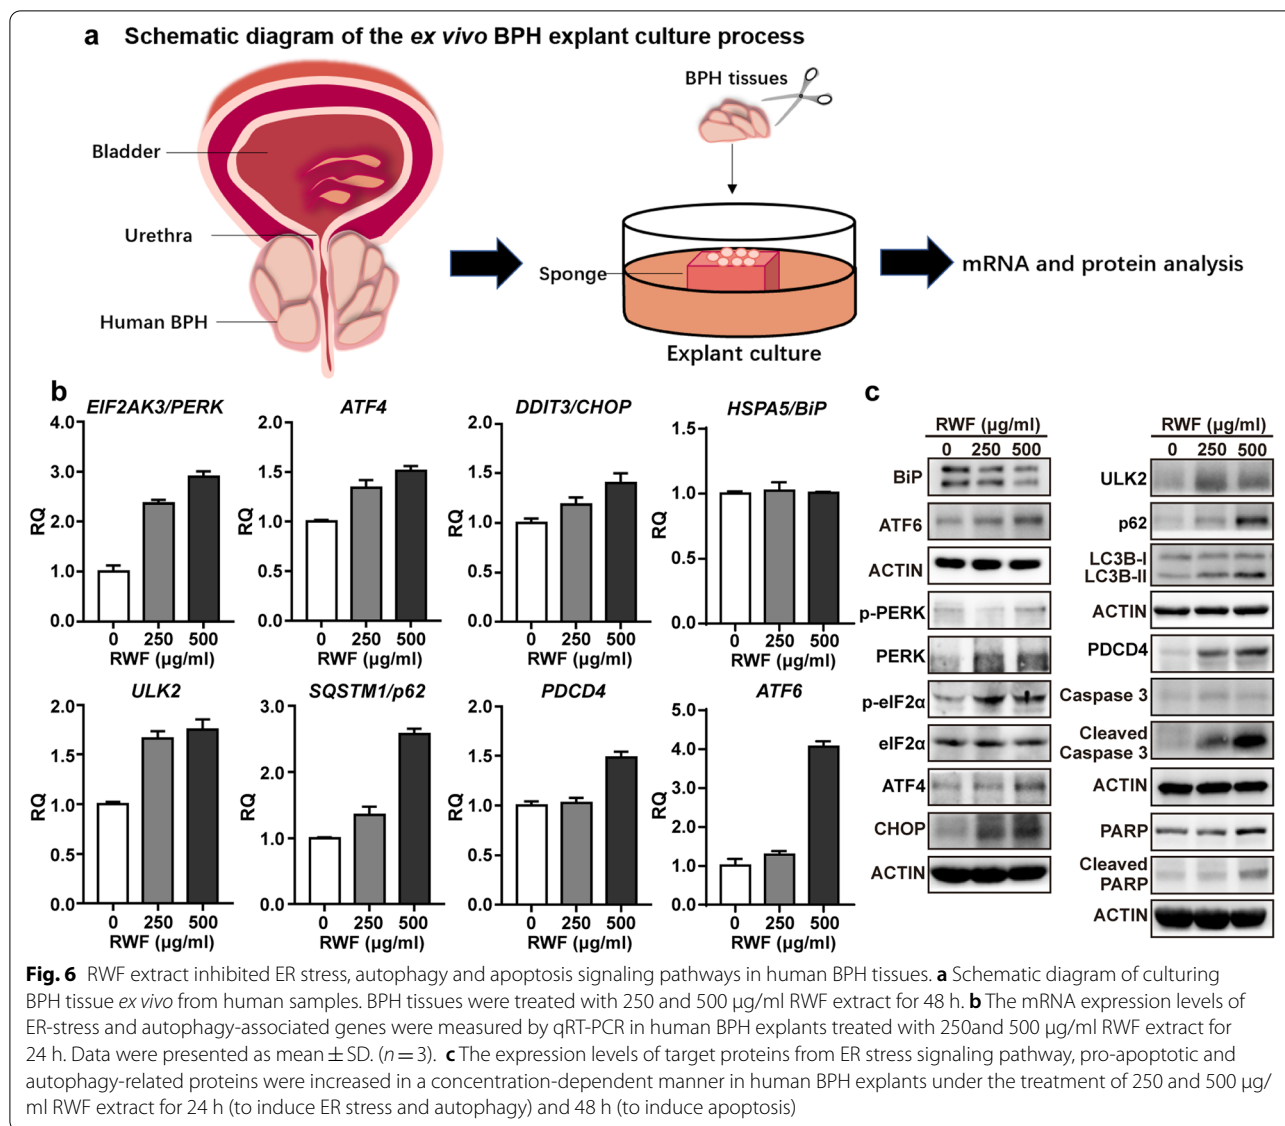 a Schematic diagram of the ex vivo BPH explant culture process
Bladder
Urethra
Human BPH
BPH tissues
Sponge
Explant culture
mRNA and protein analysis
b
EIF2AK3/PERK
RQ
4.0
3.0
2.0
1.0
0.0
0 250 500
RWF (µg/ml)
ATF4
RQ
2.0
1.5
1.0
0.5
0.0
0 250 500
RWF (µg/ml)
DDIT3/CHOP
RQ
2.0
1.5
1.0
0.5
0.0
0 250 500
RWF (µg/ml)
HSPA5/BiP
RQ
1.5
1.0
0.5
0.0
0 250 500
RWF (µg/ml)
ULK2
RQ
2.0
1.5
1.0
0.5
0.0
0 250 500
RWF (µg/ml)
SQSTM1/p62
RQ
3.0
2.0
1.0
0.0
0 250 500
RWF (µg/ml)
PDCD4
RQ
2.0
1.5
1.0
0.5
0.0
0 250 500
RWF (µg/ml)
ATF6
RQ
5.0
4.0
2.0
1.0
0.0
0 250 500
RWF (µg/ml)
c
RWF (µg/ml)
0 250 500
BiP
ATF6
ACTIN
p-PERK
PERK
p-eIF2α
eIF2α
ATF4
CHOP
ACTIN
RWF (µg/ml)
0 250 500
ULK2
p62
LC3B-I
LC3B-II
ACTIN
PDCD4
Caspase 3
Cleaved
Caspase 3
ACTIN
PARP
Cleaved
PARP
ACTIN
Fig. 6 RWF extract inhibited ER stress, autophagy and apoptosis signaling pathways in human BPH tissues. a Schematic diagram of culturing
BPH tissue ex vivo from human samples. BPH tissues were treated with 250 and 500 µg/ml RWF extract for 48 h. b The mRNA expression levels of
ER-stress and autophagy-associated genes were measured by qRT-PCR in human BPH explants treated with 250and 500 µg/ml RWF extract for
24 h. Data were presented as mean ± SD. (n = 3). c The expression levels of target proteins from ER stress signaling pathway, pro-apoptotic and
autophagy-related proteins were increased in a concentration-dependent manner in human BPH explants under the treatment of 250 and 500 µg/
ml RWF extract for 24 h (to induce ER stress and autophagy) and 48 h (to induce apoptosis)